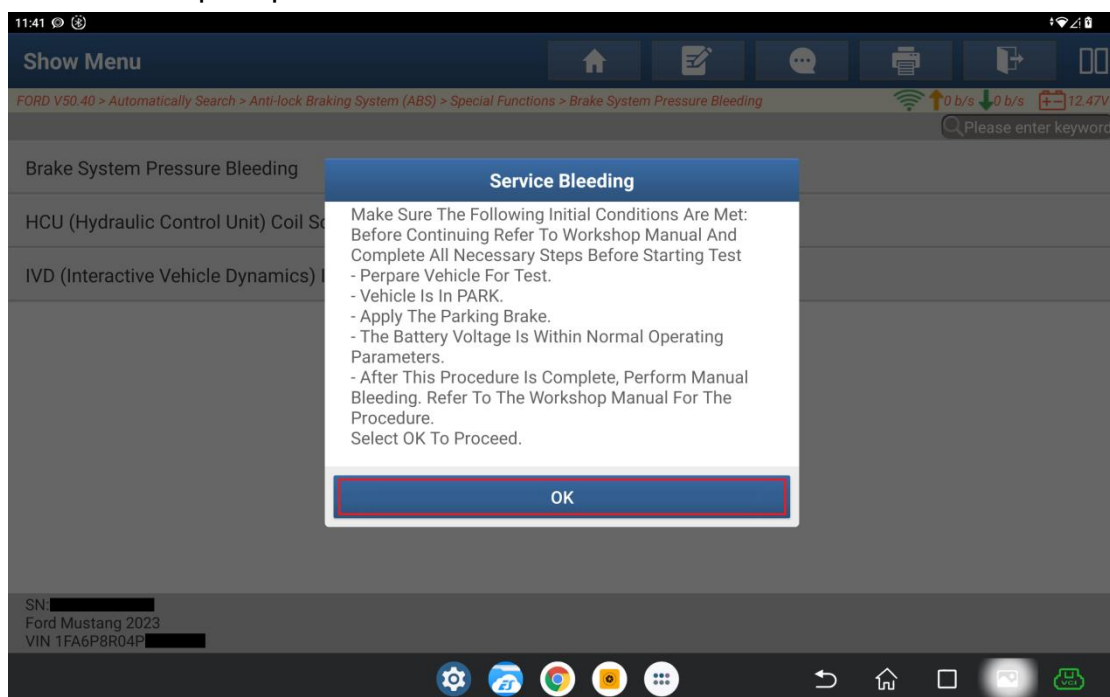 11:41
Show Menu
FORD V50.40 > Automatically Search > Anti-lock Braking System (ABS) > Special Functions > Brake System Pressure Bleeding
0 b/s 0 b/s 12.47V
Please enter keyword
Brake System Pressure Bleeding
HCU (Hydraulic Control Unit) Coil
IVD (Interactive Vehicle Dynamics)
Service Bleeding
Make Sure The Following Initial Conditions Are Met:
Before Continuing Refer To Workshop Manual And
Complete All Necessary Steps Before Starting Test
- Perpare Vehicle For Test.
- Vehicle Is In PARK.
- Apply The Parking Brake.
- The Battery Voltage Is Within Normal Operating
Parameters.
- After This Procedure Is Complete, Perform Manual
Bleeding. Refer To The Workshop Manual For The
Procedure.
Select OK To Proceed.
OK
SN:
Ford Mustang 2023
VIN 1FA6P8R04P
ES
VCI